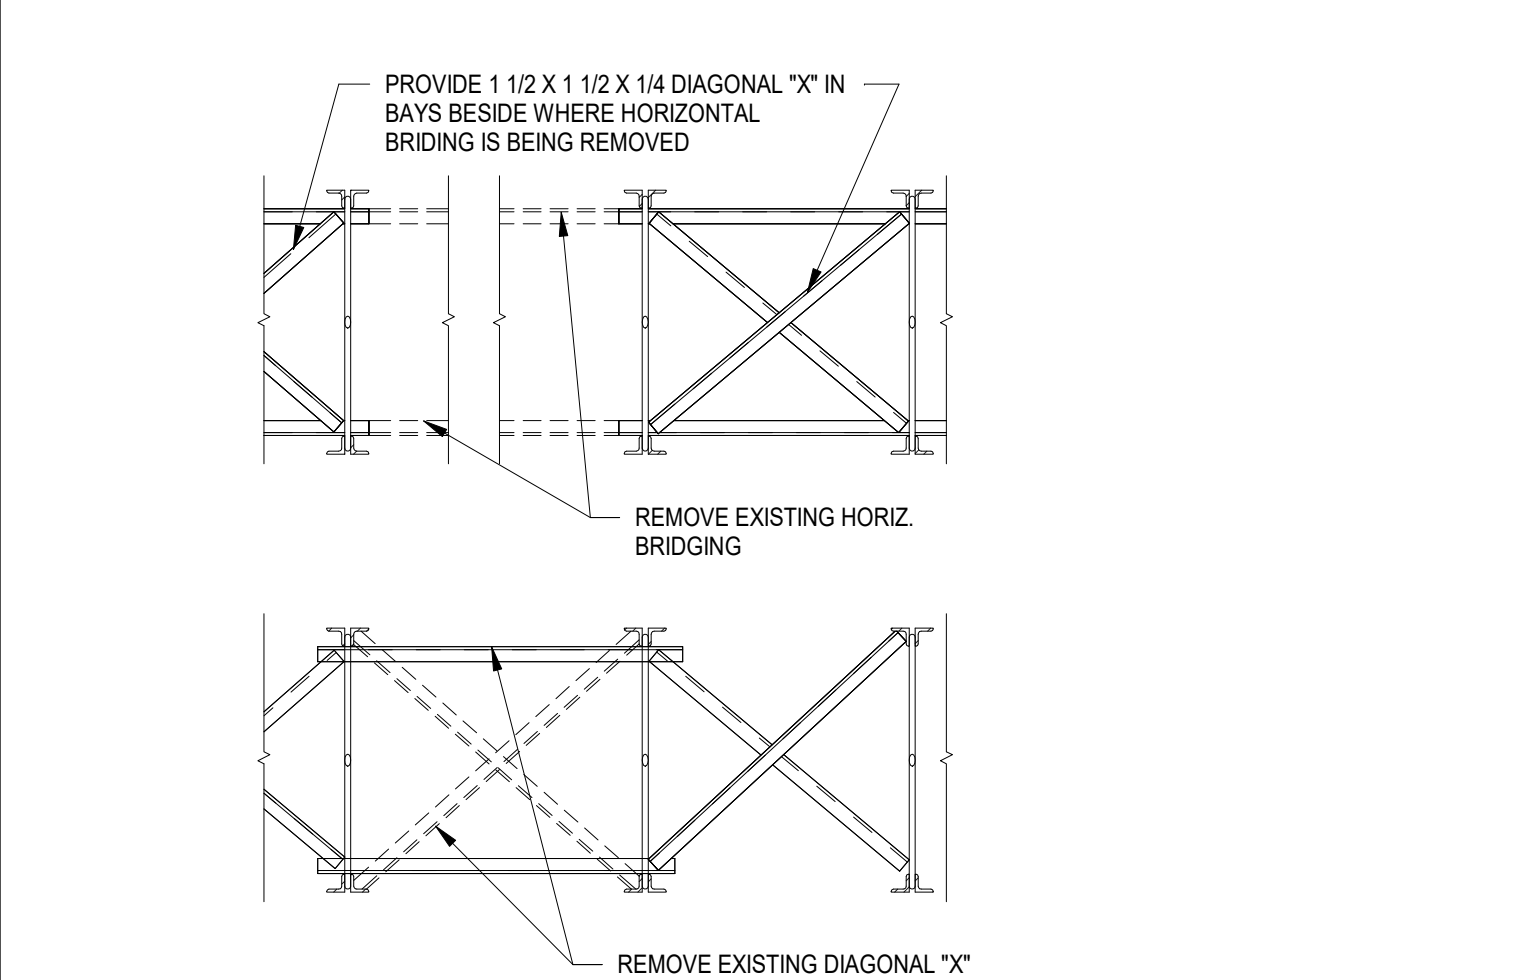 PROVIDE 1 1/2 X 1 1/2 X 1/4 DIAGONAL "X" IN
BAYS BESIDE WHERE HORIZONTAL
BRIDING IS BEING REMOVED
REMOVE EXISTING HORIZ.
BRIDGING
REMOVE EXISTING DIAGONAL "X"